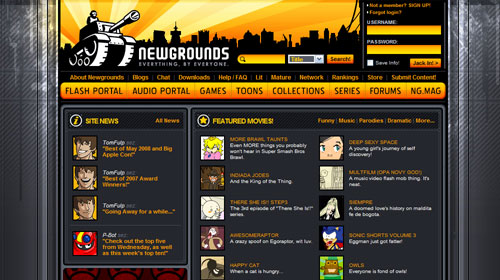 Not a member? SIGN UP!
Forgot login?
USERNAME:
PASSWORD:
Save Info!
Jack In! >
NEWGROUNDS
EVERYTHING, BY EVERYONE.
Title
Search!
About Newgrounds | Blogs | Chat | Downloads | Help / FAQ | Lit | Mature | Network | Rankings | Store | Submit Content!
FLASH PORTAL AUDIO PORTAL GAMES TOONS COLLECTIONS SERIES FORUMS NG.MAG
SITE NEWS
All News
TomFulp
"Best of May 2008 and Big Apple Con!"
TomFulp
"Best of 2007 Award Winners!"
TomFulp
"Going Away for a while..."
P-Bot
"Check out the top five from Wednesday, as well as this week's top ten!"
FEATURED MOVIES!
Funny | Music | Parodies | Dramatic | More...
MORE BRAWL TAUNTS
Even MORE things you probably won't hear in Super Smash Bros Brawl.
INDIADA JODES
And the King of the Thing.
THERE SHE IS! STEP3
The 3rd episode of "There She Is!" series.
AWESOMERAPTOR
A crazy spoof on Egoraptor, wit luv.
HAPPY CAT
When a cat is hungry...
DEEP SEXY SPACE
A young girl's journey of self discovery!
MULTFILM (OPA NOVY GOD)
A music video flash mob thing. It's neat.
SIEMPRE
A doomed love's history on maldita fe de bogota.
SONIC SHORTS VOLUME 3
Eggman just got fatter!
OWLS
Everyone is fond of owls!